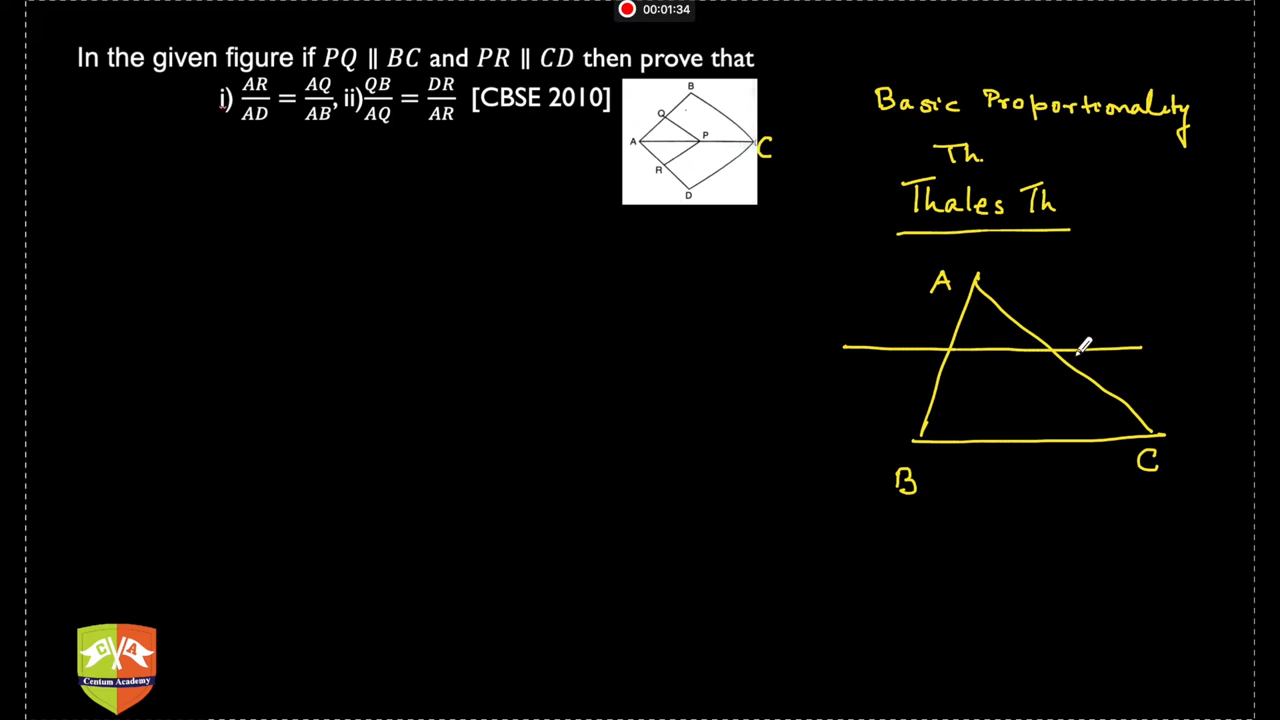 00:01:34
In the given figure if 𝑃𝑄 ∥ 𝐵𝐶 and 𝑃𝑅 ∥ 𝐶𝐷 then prove that
i) 𝐴𝑅/𝐴𝐷 = 𝐴𝑄/𝐴𝐵, ii) 𝑄𝐵/𝐴𝑄 = 𝐷𝑅/𝐴𝑅 [CBSE 2010]
B
Q
A
P
C
R
D
Basic Proportionality
Th.
Thales Th
A
B
C
C A
Centum Academy